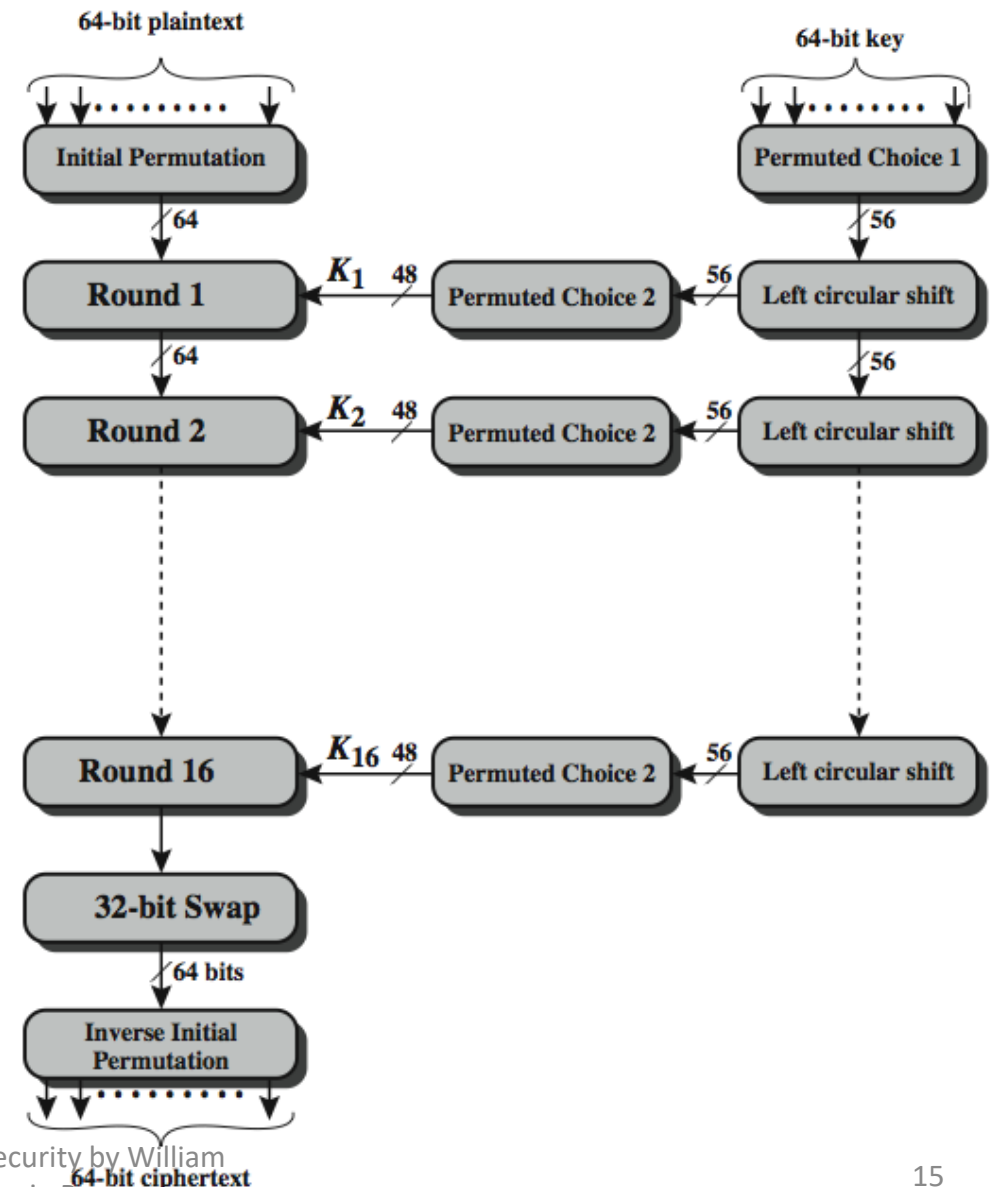 64-bit plaintext
64-bit key
Initial Permutation
Permuted Choice 1
64
56
Round 1
K1
48
Permuted Choice 2
56
Left circular shift
64
56
Round 2
K2
48
Permuted Choice 2
56
Left circular shift
Round 16
K16
48
Permuted Choice 2
56
Left circular shift
32-bit Swap
64 bits
Inverse Initial
Permutation
ecurity by William
64-bit ciphertext
15